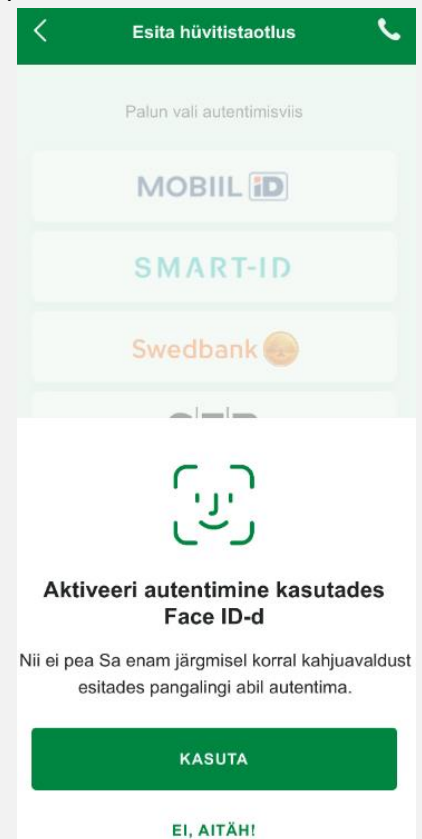 Esita hüvitistaotlus
Palun vali autentimisviis
MOBIIL iD
SMART-ID
Swedbank
Aktiveeri autentimine kasutades
Face ID-d
Nii ei pea Sa enam järgmisel korral kahjuavaldust
esitades pangalingi abil autentima.
KASUTA
EI, AITÄH!